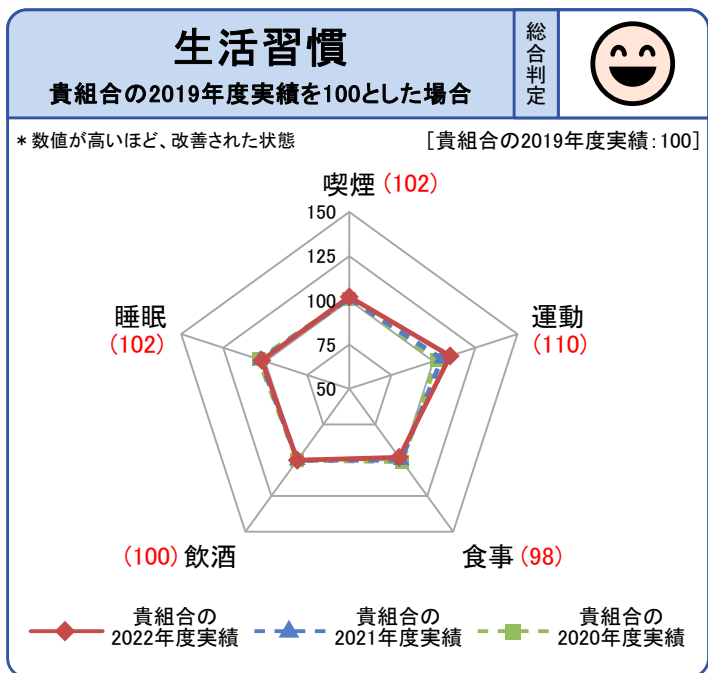 生活習慣
貴組合の2019年度実績を100とした場合
総合判定
*数値が高いほど、改善された状態
[貴組合の2019年度実績:100]
喫煙(102)
150
125
100
75
50
睡眠
(102)
運動
(110)
(100)飲酒
食事(98)
貴組合の
2022年度実績
貴組合の
2021年度実績
貴組合の
2020年度実績